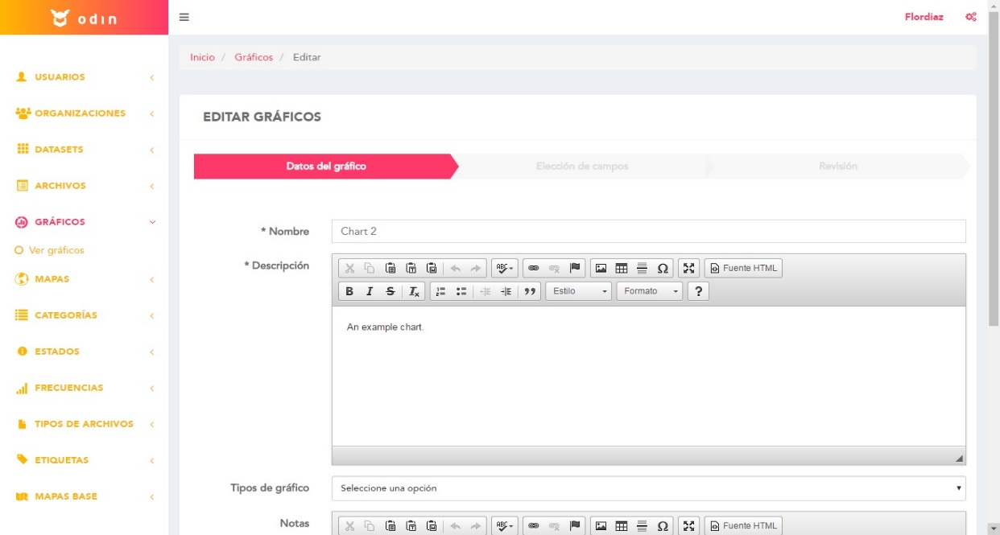 odin
Flordiaz
Inicio / Gráficos / Editar
USUARIOS
ORGANIZACIONES
DATASETS
ARCHIVOS
GRÁFICOS
Ver gráficos
MAPAS
CATEGORÍAS
ESTADOS
FRECUENCIAS
TIPOS DE ARCHIVOS
ETIQUETAS
MAPAS BASE
EDITAR GRÁFICOS
Datos del gráfico
Elección de campos
Revisión
* Nombre
Chart 2
* Descripción
Fuente HTML
Estilo
Formato
An example chart.
Tipos de gráfico
Seleccione una opción
Notas
Fuente HTML